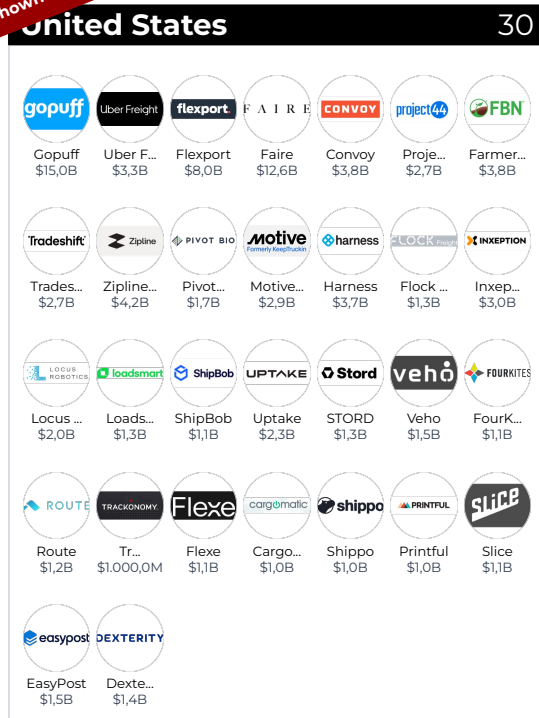 hown
United States 30
gopuff Uber Freight flexport. FAIRE CONVOY project44 FBN
Gopuff Uber F... Flexport Faire Convoy Proje... Farmer...
$15,0B $3,3B $8,0B $12,6B $3,8B $2,7B $3,8B
Tradeshift Zipline PIVOT BIO Motive harness FLOCK Freight INXEPTION
Formerly KeepTruckin
Trades... Zipline... Pivot... Motive... Harness Flock ... Inxep...
$2,7B $4,2B $1,7B $2,9B $3,7B $1,3B $3,0B
LOCUS ROBOTICS loadsmart ShipBob UPTAKE Stord veho FOURKITES
Locus ... Loads... ShipBob Uptake STORD Veho FourK...
$2,0B $1,3B $1,1B $2,3B $1,3B $1,5B $1,1B
ROUTE TRACKONOMY Flexe cargomatic shippo PRINTFUL SLICE
Route Tr... Flexe Cargo... Shippo Printful Slice
$1,2B $1.000,0M $1,1B $1,0B $1,0B $1,0B $1,1B
easypost DEXTERITY
EasyPost Dexte...
$1,5B $1,4B